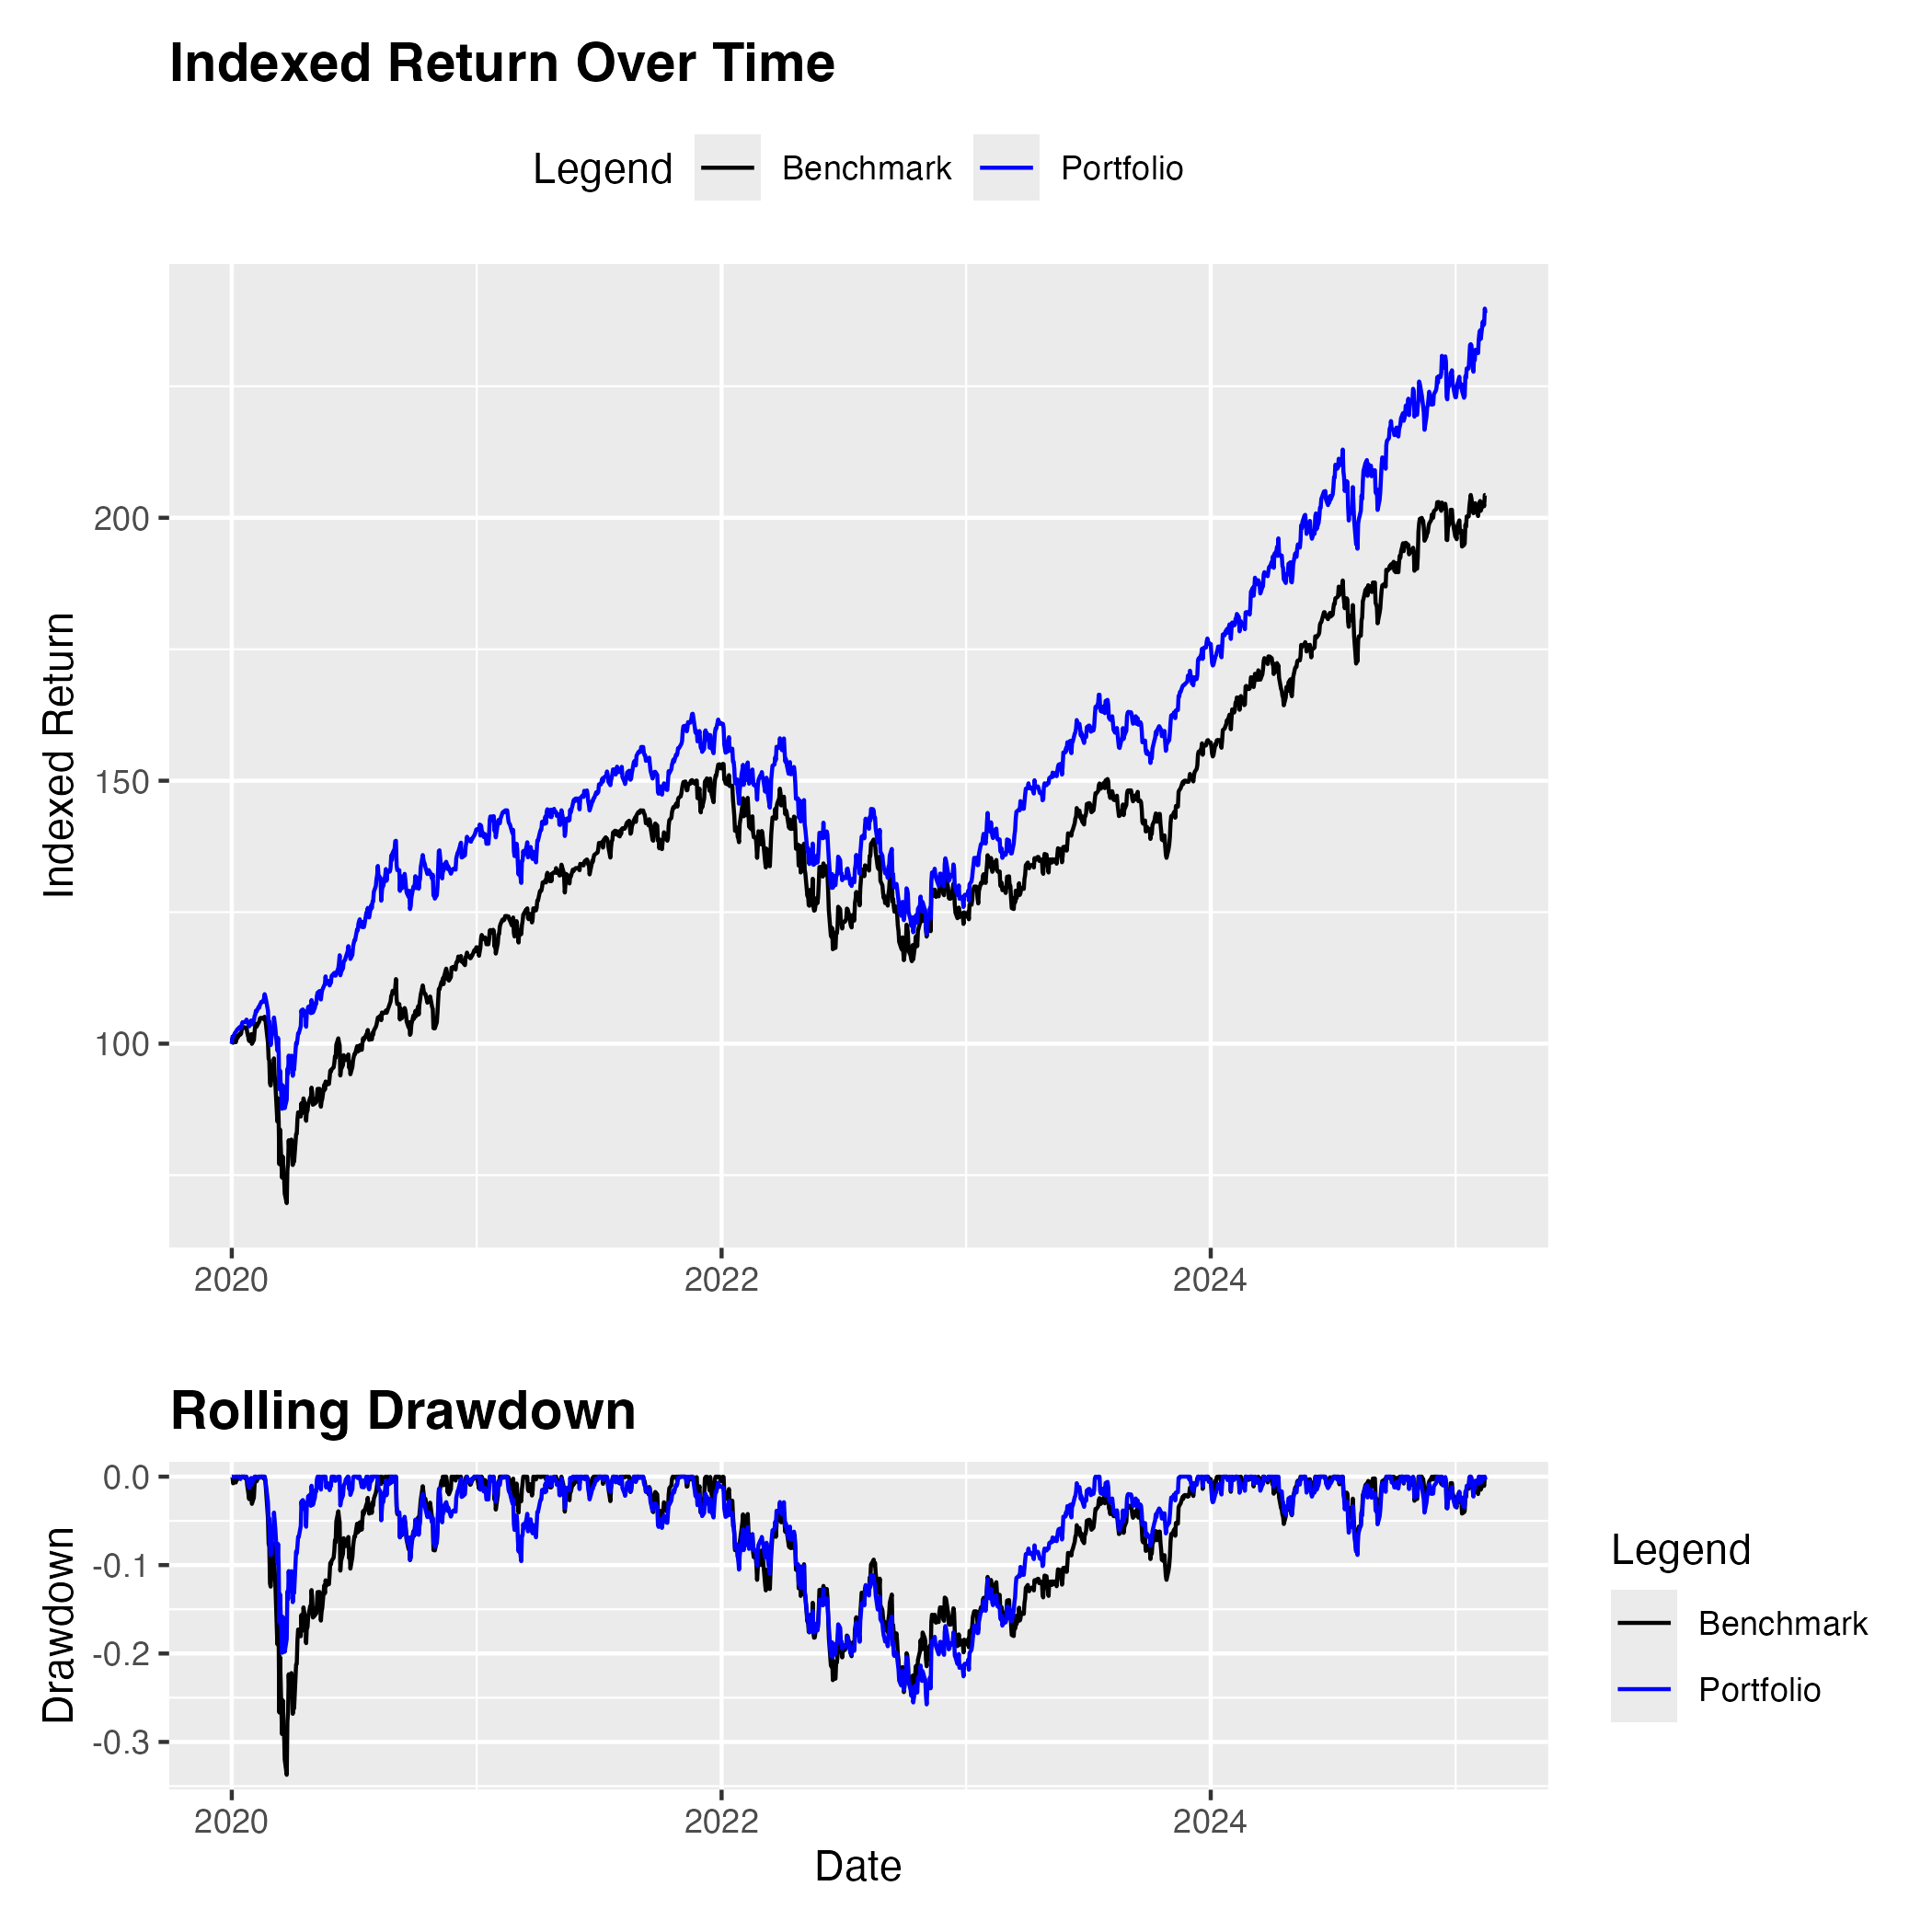 Indexed Return Over Time
Legend Benchmark Portfolio
Indexed Return
200
150
100
2020 2022 2024
Rolling Drawdown
Drawdown
0.0
-0.1
-0.2
-0.3
2020 2022 2024
Date
Legend
Benchmark
Portfolio